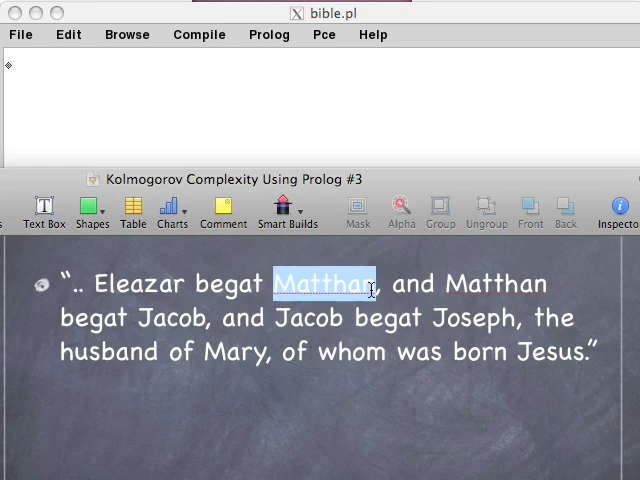 bible.pl
File Edit Browse Compile Prolog Pce Help
Kolmogorov Complexity Using Prolog #3
Text Box Shapes Table Charts Comment Smart Builds Mask Alpha Group Ungroup Front Back Inspecto
“.. Eleazar begat Matthan, and Matthan
begat Jacob, and Jacob begat Joseph, the
husband of Mary, of whom was born Jesus.”